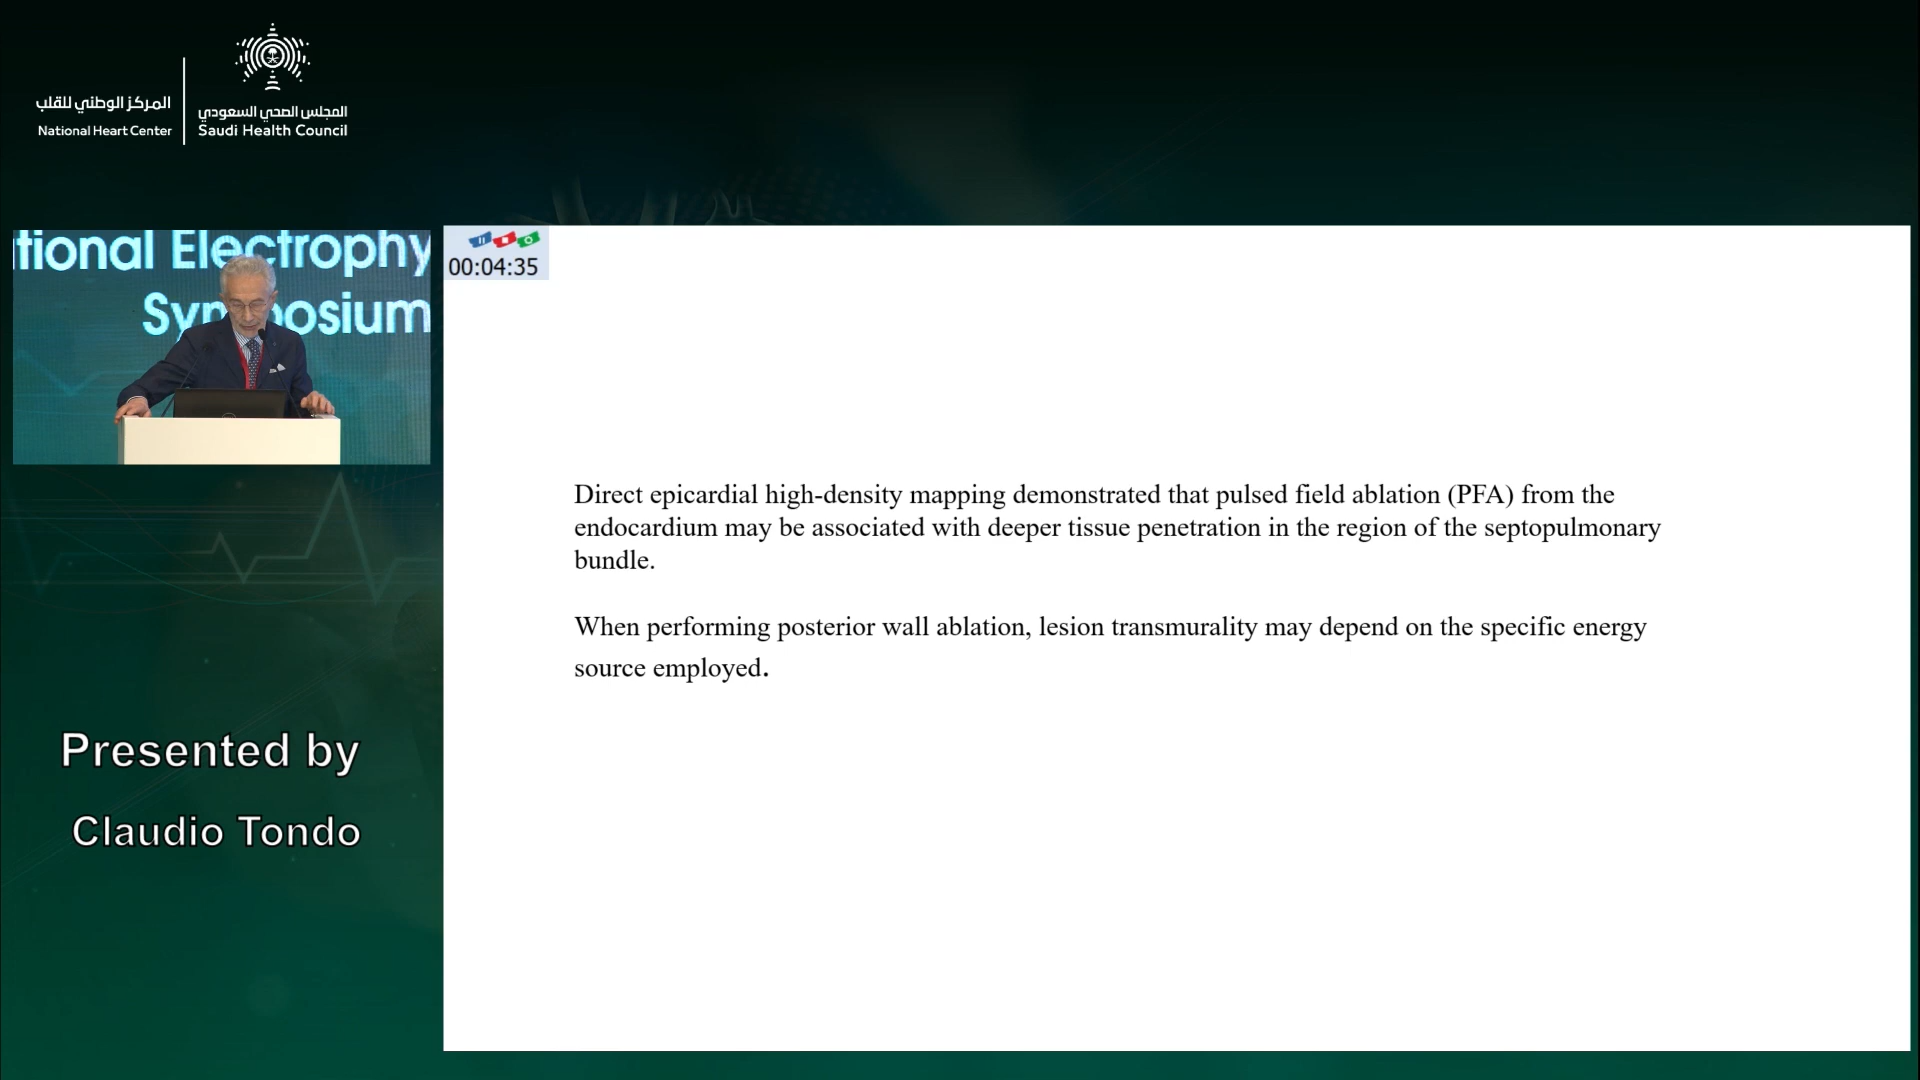 المركز الوطني للقلب
National Heart Center
المجلس الصحي السعودي
Saudi Health Council
tional Electrophy
Symposium
00:04:35
Direct epicardial high-density mapping demonstrated that pulsed field ablation (PFA) from the
endocardium may be associated with deeper tissue penetration in the region of the septopulmonary
bundle.
When performing posterior wall ablation, lesion transmurality may depend on the specific energy
source employed.
Presented by
Claudio Tondo